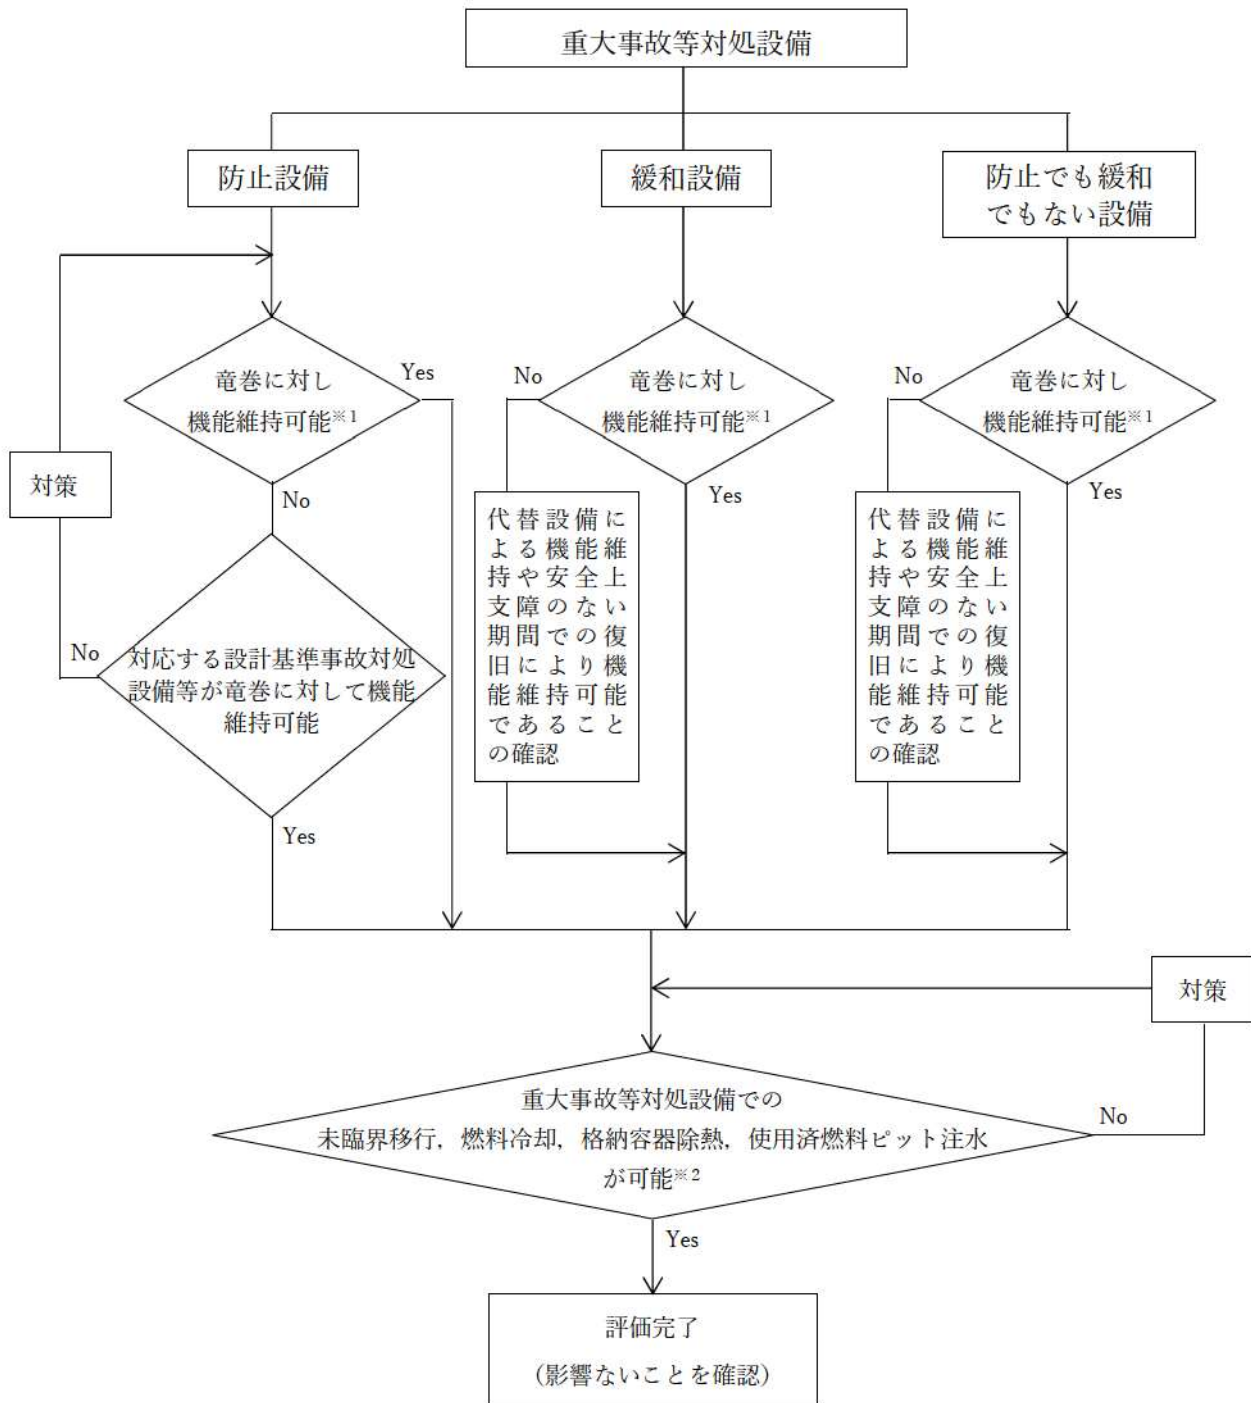 重大事故等対処設備
防止設備
緩和設備
防止でも緩和
でもない設備
竜巻に対し
機能維持可能※1
Yes
No
竜巻に対し
機能維持可能※1
No
Yes
竜巻に対し
機能維持可能※1
No
Yes
対策
対応する設計基準事故対処
設備等が竜巻に対して機能
維持可能
No
Yes
代替設備に
よる機能維
持や安全上
支障のない
期間での復
旧により機
能維持可能
であること
の確認
代替設備に
よる機能維
持や安全上
支障のない
期間での復
旧により機
能維持可能
であること
の確認
対策
重大事故等対処設備での
未臨界移行，燃料冷却，格納容器除熱，使用済燃料ピット注水
が可能※2
No
Yes
評価完了
（影響ないことを確認）